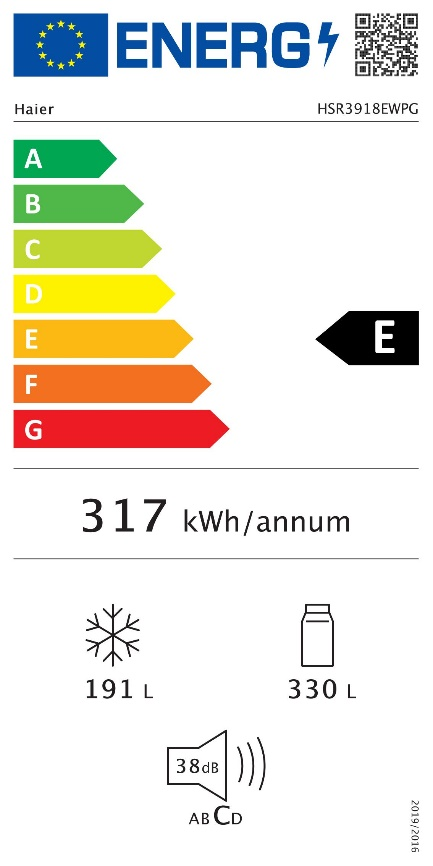 ENERG
Haier HSR3918EWPG
A
B
C
D
E
E
F
G
317 kWh/annum
191 L
330 L
38dB
ABCD
2019/2016